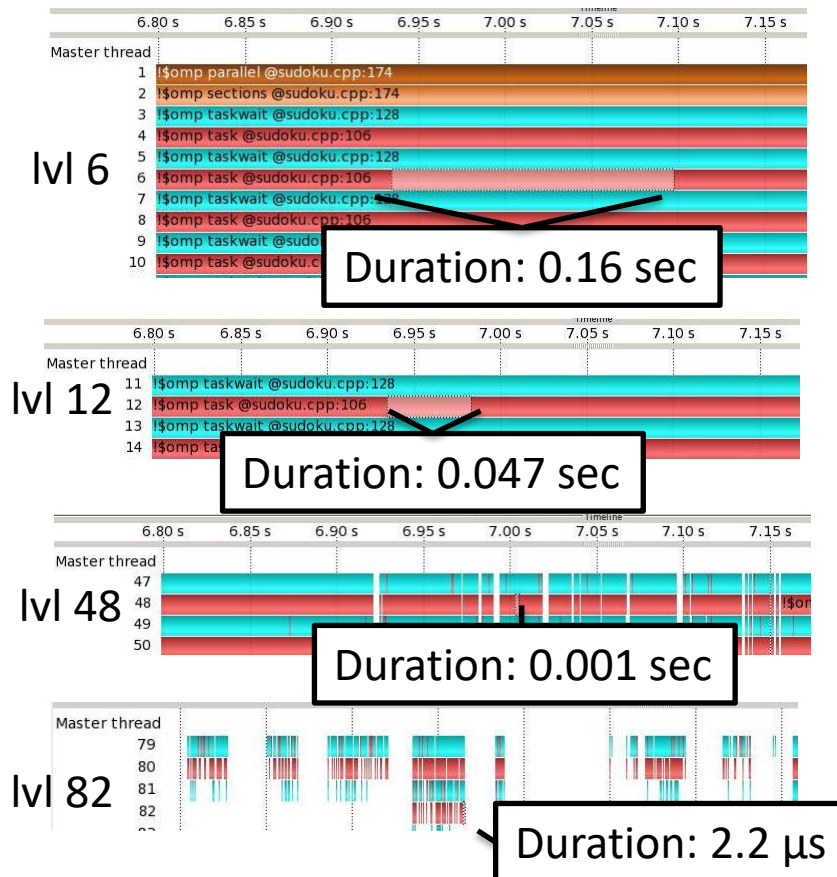 Timeline
6.80 s 6.85 s 6.90 s 6.95 s 7.00 s 7.05 s 7.10 s 7.15 s
Master thread
1 !$omp parallel @sudoku.cpp:174
2 !$omp sections @sudoku.cpp:174
3 !$omp taskwait @sudoku.cpp:128
4 !$omp task @sudoku.cpp:106
5 !$omp taskwait @sudoku.cpp:128
lvl 6
6 !$omp task @sudoku.cpp:106
7 !$omp taskwait @sudoku.cpp:128
8 !$omp task @sudoku.cpp:106
9 !$omp taskwait @sudo
10 !$omp task @sudoku.c
Duration: 0.16 sec
Timeline
6.80 s 6.85 s 6.90 s 6.95 s 7.00 s 7.05 s 7.10 s 7.15 s
Master thread
11 !$omp taskwait @sudoku.cpp:128
lvl 12
12 !$omp task @sudoku.cpp:106
13 !$omp taskwait @sudoku.cpp:128
14 !$omp tas
Duration: 0.047 sec
Timeline
6.80 s 6.85 s 6.90 s 6.95 s 7.00 s 7.05 s 7.10 s 7.15 s
Master thread
47
lvl 48
48 !$on
49
50
Duration: 0.001 sec
Master thread
79
80
lvl 82
81
82
Duration: 2.2 µs